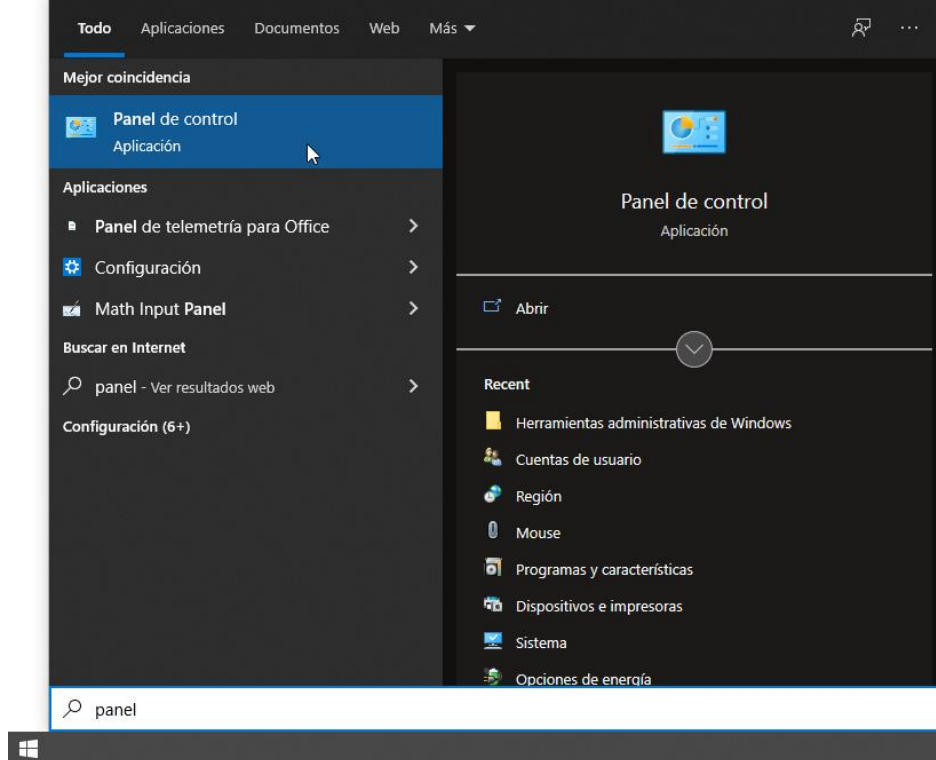 Todo Aplicaciones Documentos Web Más
Mejor coincidencia
Panel de control
Aplicación
Aplicaciones
Panel de telemetría para Office
Configuración
Math Input Panel
Buscar en Internet
panel - Ver resultados web
Configuración (6+)
Panel de control
Aplicación
Abrir
Recent
Herramientas administrativas de Windows
Cuentas de usuario
Región
Mouse
Programas y características
Dispositivos e impresoras
Sistema
Opciones de energía
panel